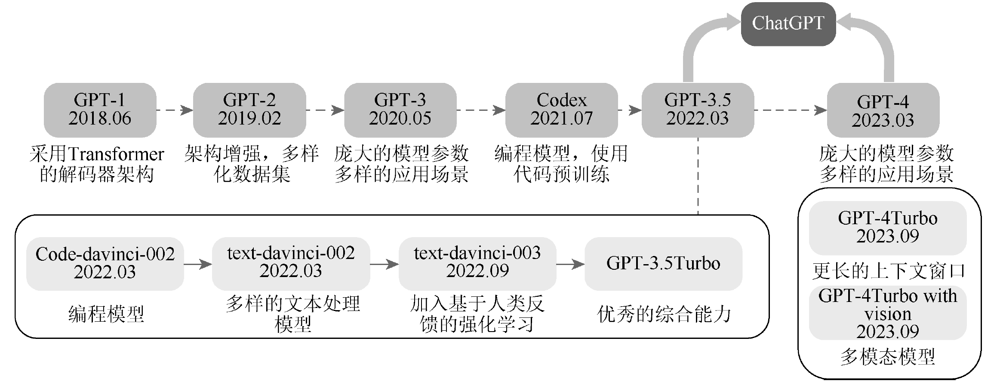 ChatGPT
GPT-1
2018.06
采用Transformer
的解码器架构
GPT-2
2019.02
架构增强，多样
化数据集
GPT-3
2020.05
庞大的模型参数
多样的应用场景
Codex
2021.07
编程模型，使用
代码预训练
GPT-3.5
2022.03
GPT-4
2023.03
庞大的模型参数
多样的应用场景
Code-davinci-002
2022.03
编程模型
text-davinci-002
2022.03
多样的文本处理
模型
text-davinci-003
2022.09
加入基于人类反
馈的强化学习
GPT-3.5Turbo
优秀的综合能力
GPT-4Turbo
2023.09
更长的上下文窗口
GPT-4Turbo with
vision
2023.09
多模态模型